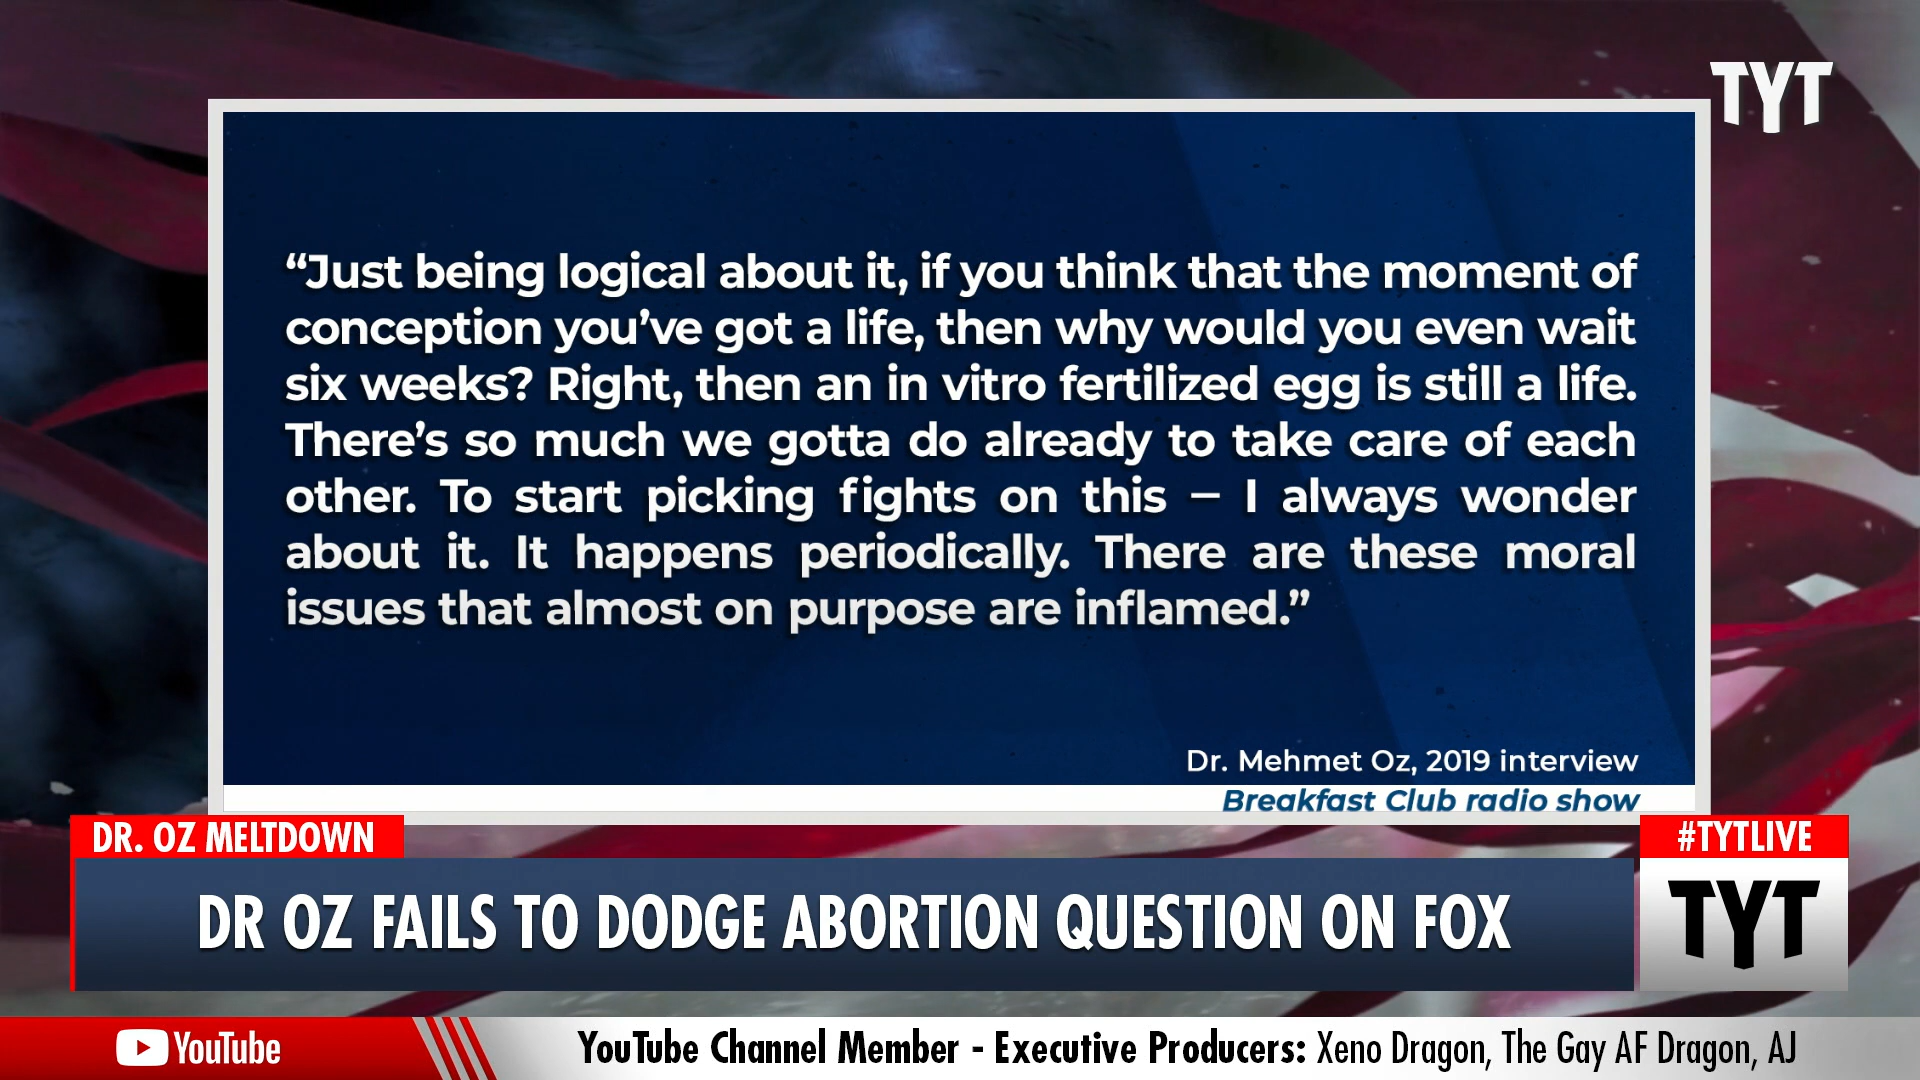 TYT
“Just being logical about it, if you think that the moment of
conception you’ve got a life, then why would you even wait
six weeks? Right, then an in vitro fertilized egg is still a life.
There’s so much we gotta do already to take care of each
other. To start picking fights on this – I always wonder
about it. It happens periodically. There are these moral
issues that almost on purpose are inflamed.”
Dr. Mehmet Oz, 2019 interview
Breakfast Club radio show
DR. OZ MELTDOWN
#TYTLIVE
DR OZ FAILS TO DODGE ABORTION QUESTION ON FOX
TYT
YouTube
YouTube Channel Member - Executive Producers: Xeno Dragon, The Gay AF Dragon, AJ